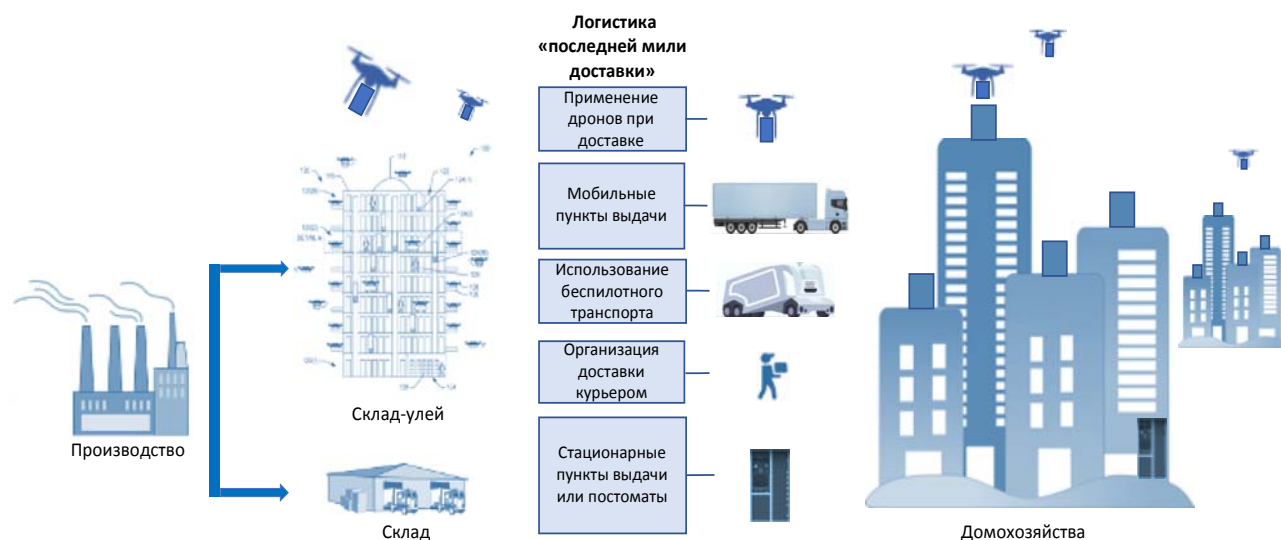 Логистика
«последней мили
доставки»
Применение
дронов при
доставке
Мобильные
пункты выдачи
Использование
беспилотного
транспорта
Организация
доставки
курьером
Стационарные
пункты выдачи
или постоматы
Производство
Склад-улей
Склад
Домохозяйства